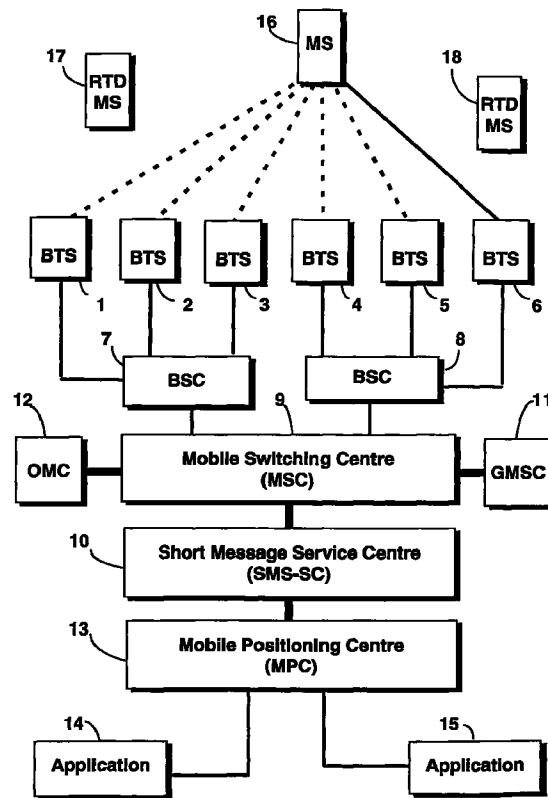 16
MS
17
RTD
MS
18
RTD
MS
BTS
BTS
BTS
BTS
BTS
BTS
1
2
3
4
5
6
7
BSC
8
BSC
12
OMC
9
Mobile Switching Centre
(MSC)
11
GMSC
10
Short Message Service Centre
(SMS-SC)
13
Mobile Positioning Centre
(MPC)
14
Application
15
Application